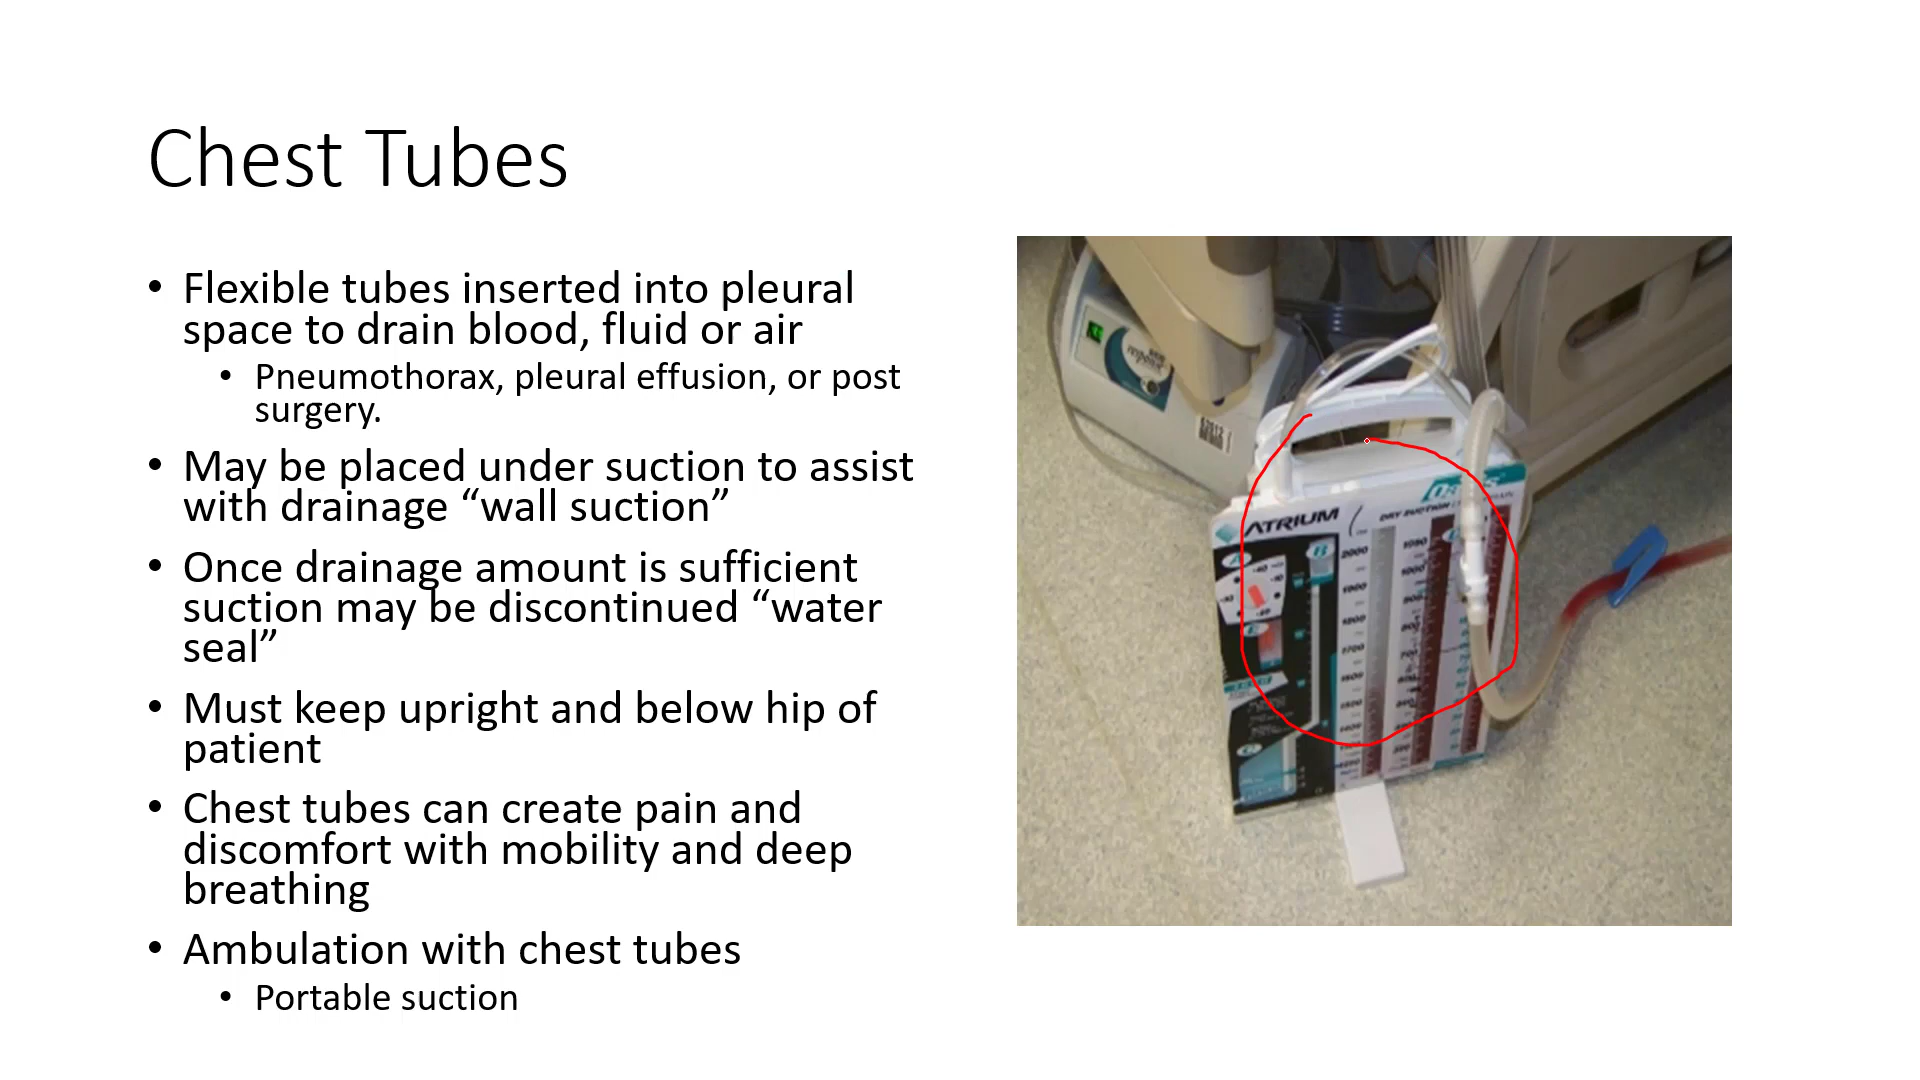 Chest Tubes
• Flexible tubes inserted into pleural
space to drain blood, fluid or air
• Pneumothorax, pleural effusion, or post
surgery.
• May be placed under suction to assist
with drainage “wall suction”
• Once drainage amount is sufficient
suction may be discontinued “water
seal”
• Must keep upright and below hip of
patient
• Chest tubes can create pain and
discomfort with mobility and deep
breathing
• Ambulation with chest tubes
• Portable suction
ATRIUM
DRY SUCTION
A
B
2000